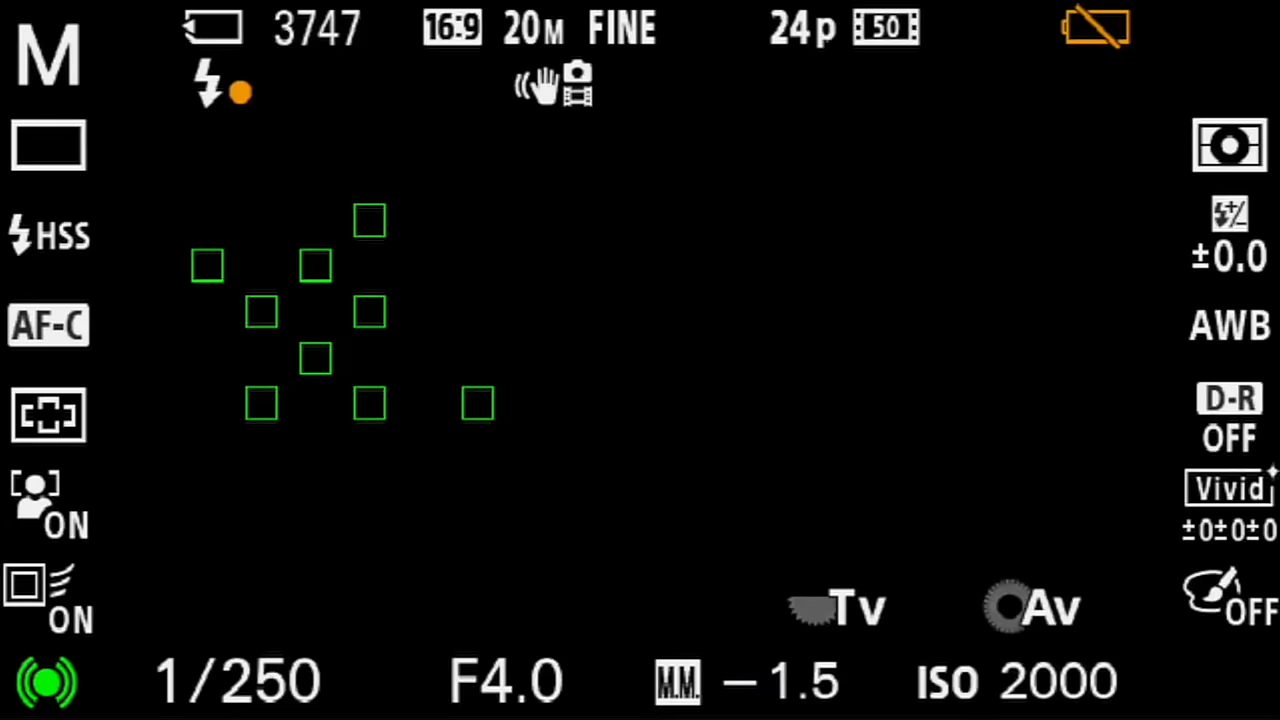 M 3747 16:9 20M FINE 24p 50
HSS
±0.0
AF-C AWB
D-R
OFF
Vivid
ON ±0±0±0
ON Tv Av OFF
1/250 F4.0 M.M. －1.5 ISO 2000